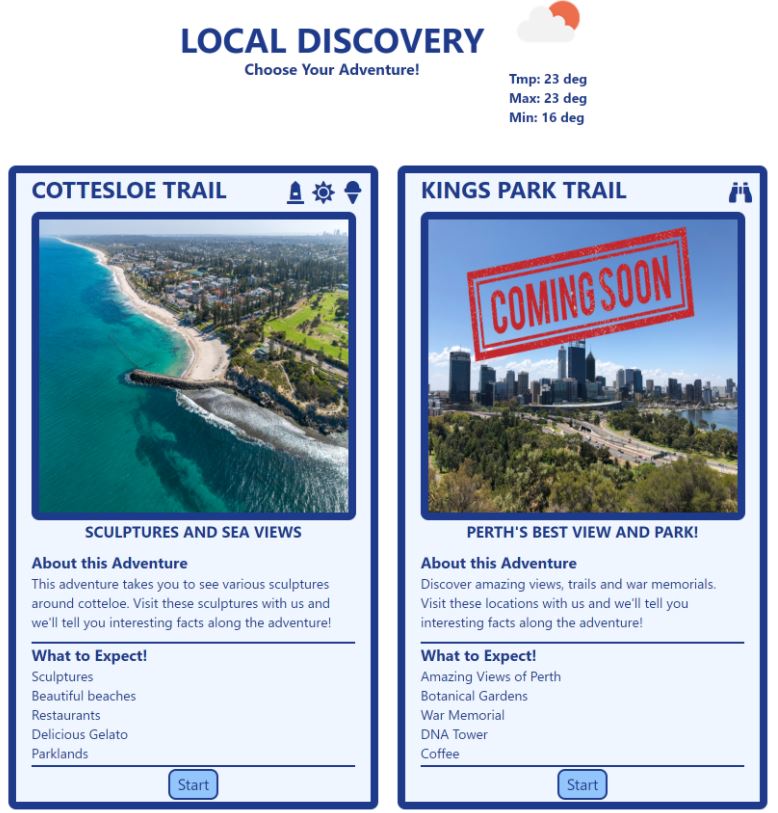 LOCAL DISCOVERY
Choose Your Adventure!
Tmp: 23 deg
Max: 23 deg
Min: 16 deg
COTTESLOE TRAIL
SCULPTURES AND SEA VIEWS
About this Adventure
This adventure takes you to see various sculptures
around cotteloe. Visit these sculptures with us and
we'll tell you interesting facts along the adventure!
What to Expect!
Sculptures
Beautiful beaches
Restaurants
Delicious Gelato
Parklands
Start
KINGS PARK TRAIL
COMING SOON
PERTH'S BEST VIEW AND PARK!
About this Adventure
Discover amazing views, trails and war memorials.
Visit these locations with us and we'll tell you
interesting facts along the adventure!
What to Expect!
Amazing Views of Perth
Botanical Gardens
War Memorial
DNA Tower
Coffee
Start